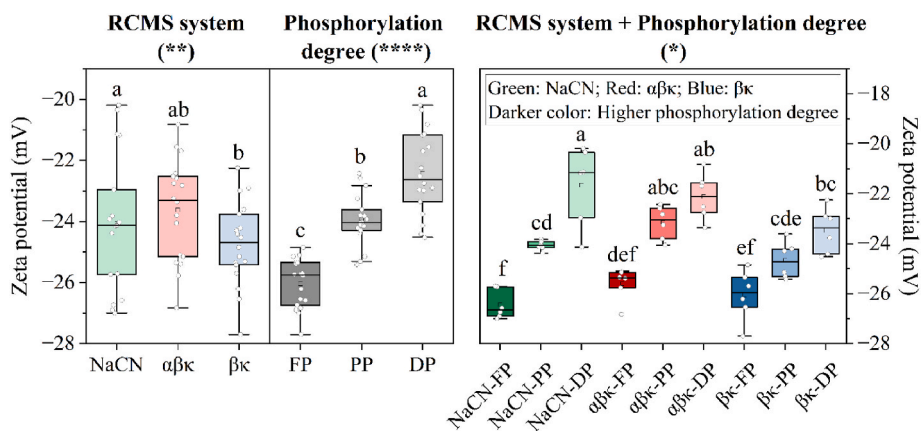 RCMS system
(**)
Phosphorylation
degree (****)
RCMS system + Phosphorylation degree
(*)
Green: NaCN; Red: αβκ; Blue: βκ
Darker color: Higher phosphorylation degree
Zeta potential (mV)
−20
−22
−24
−26
−28
a
ab
b
c
b
a
NaCN
αβκ
βκ
FP
PP
DP
f
cd
a
def
abc
ab
ef
cde
bc
NaCN-FP
NaCN-PP
NaCN-DP
αβκ-FP
αβκ-PP
αβκ-DP
βκ-FP
βκ-PP
βκ-DP
−18
−20
−22
−24
−26
−28
Zeta potential (mV)